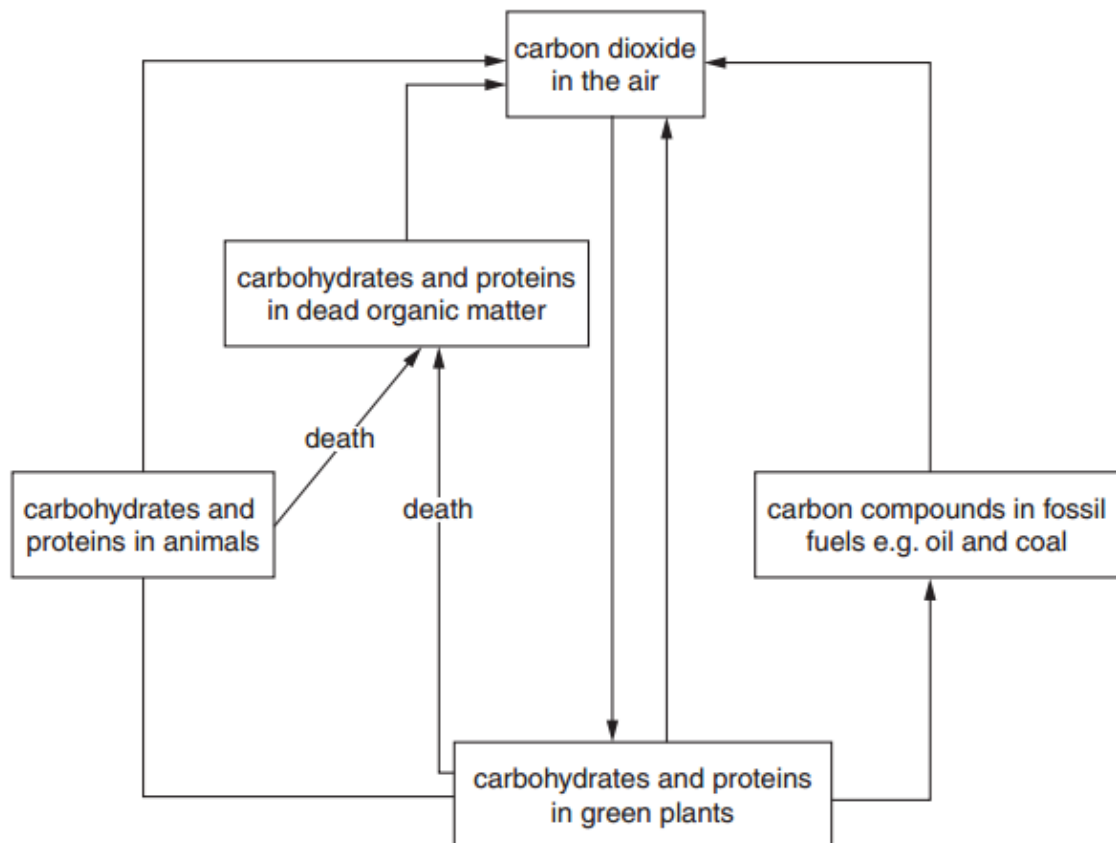 carbon dioxide
in the air
carbohydrates and proteins
in dead organic matter
death
carbohydrates and
proteins in animals
death
carbon compounds in fossil
fuels e.g. oil and coal
carbohydrates and proteins
in green plants